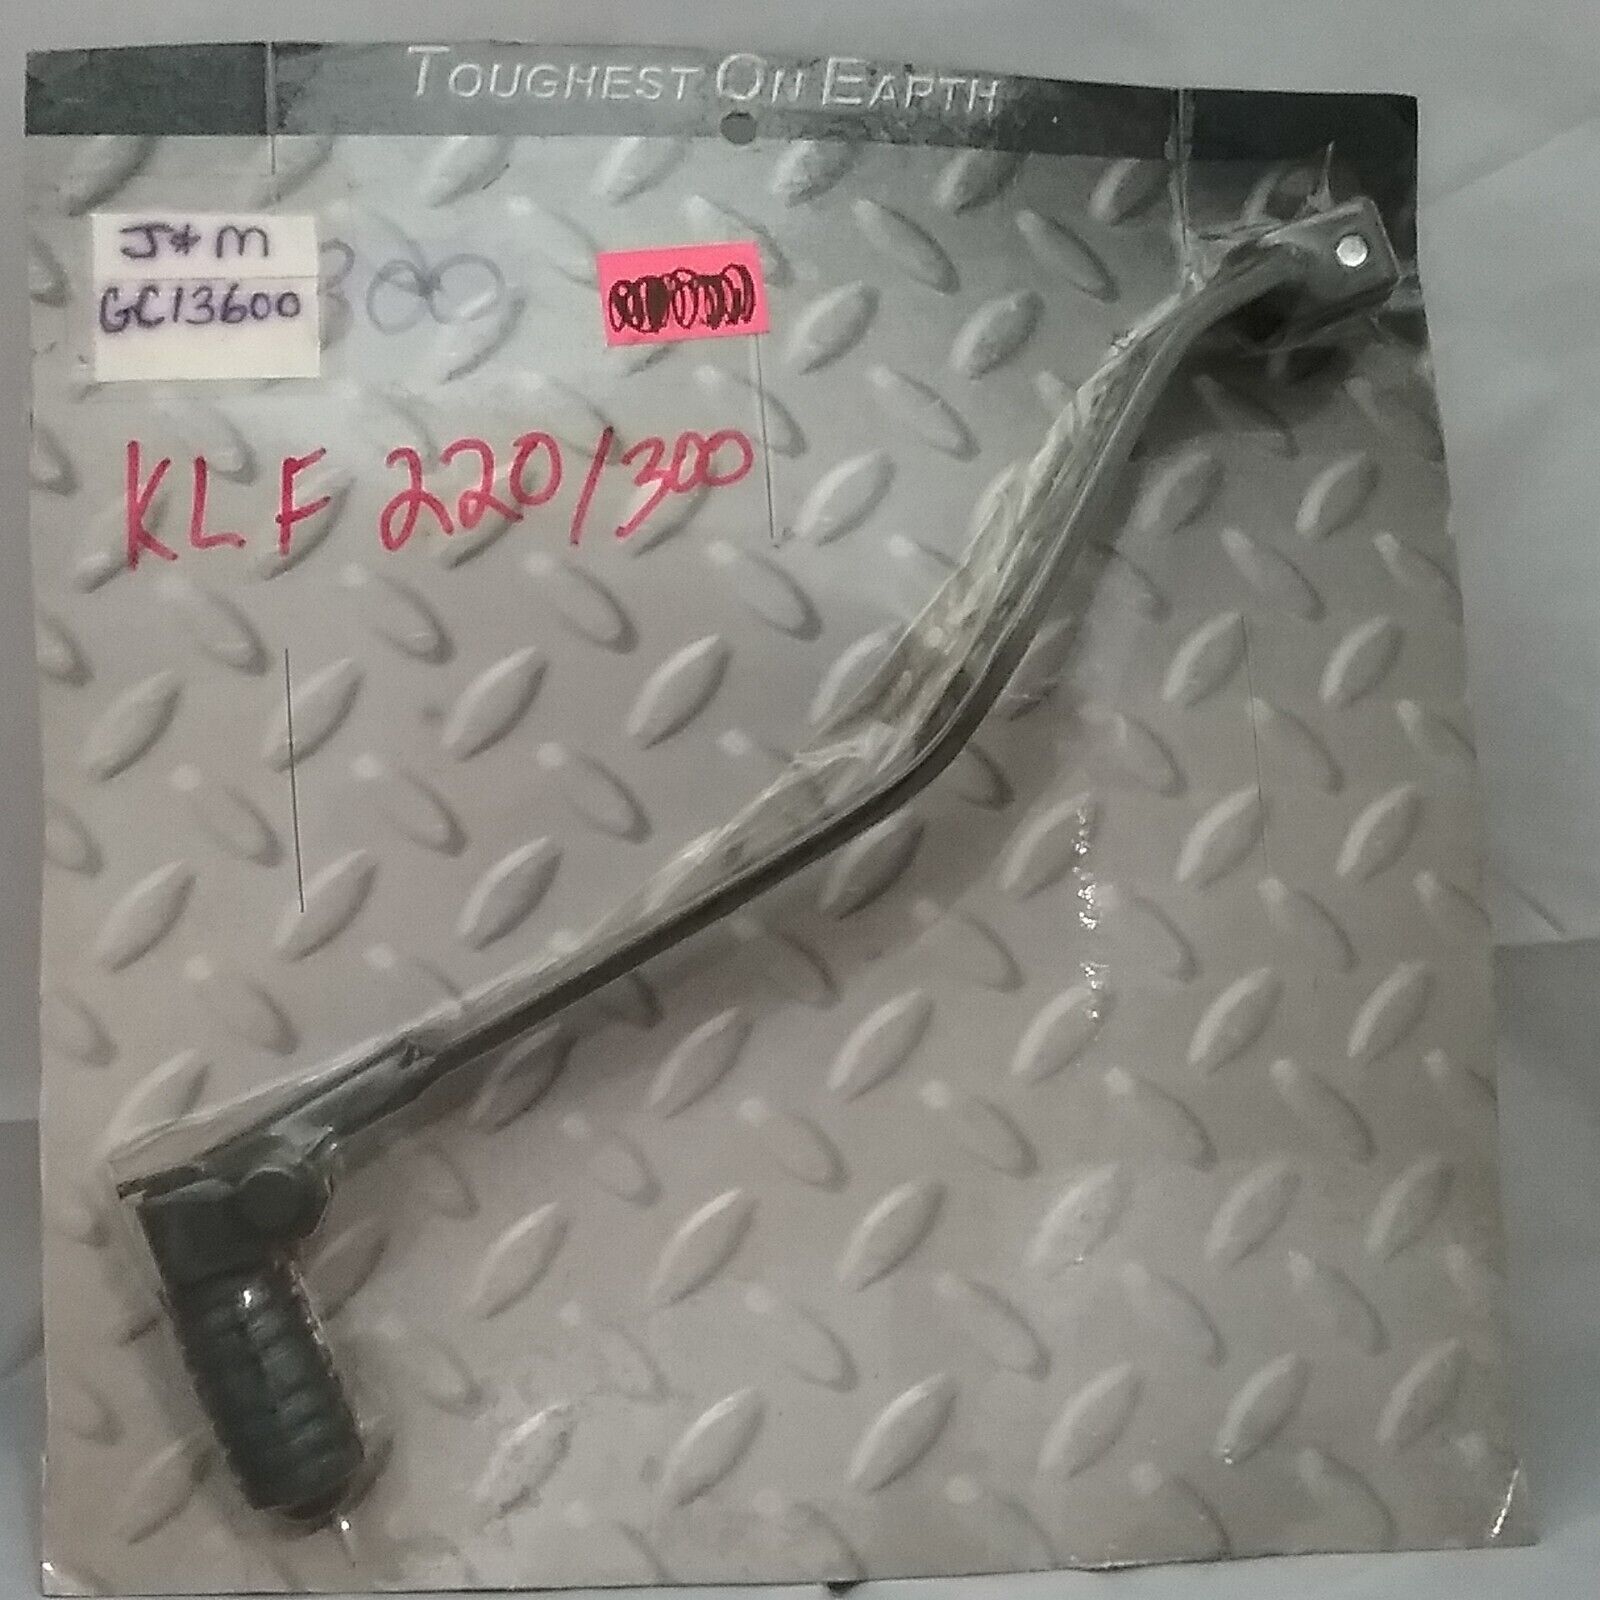 TOUGHEST ON EARTH
J*M
GC13600
300
KLF 220/300